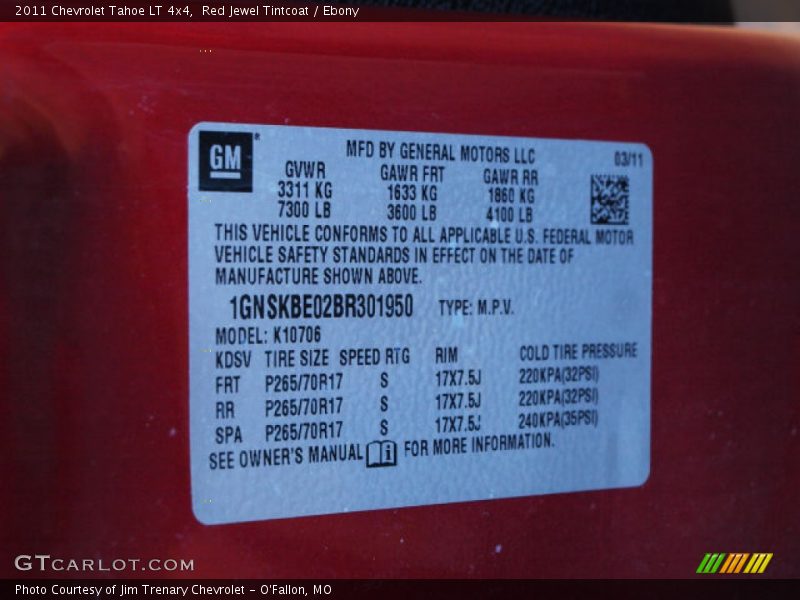 2011 Chevrolet Tahoe LT 4x4,  Red Jewel Tintcoat / Ebony
GM*
MFD BY GENERAL MOTORS LLC 03/11
GVWR GAWR FRT GAWR RR
3311 KG 1633 KG 1860 KG
7300 LB 3600 LB 4100 LB
THIS VEHICLE CONFORMS TO ALL APPLICABLE U.S. FEDERAL MOTOR
VEHICLE SAFETY STANDARDS IN EFFECT ON THE DATE OF
MANUFACTURE SHOWN ABOVE.
1GNSKBE02BR301950 TYPE: M.P.V.
MODEL: K10706
KDSV TIRE SIZE SPEED RTG RIM COLD TIRE PRESSURE
FRT P265/70R17 S 17X7.5J 220KPA(32PSI)
RR P265/70R17 S 17X7.5J 220KPA(32PSI)
SPA P265/70R17 S 17X7.5J 240KPA(35PSI)
SEE OWNER'S MANUAL i FOR MORE INFORMATION.
GTCARLOT.COM
Photo Courtesy of Jim Trenary Chevrolet - O'Fallon, MO